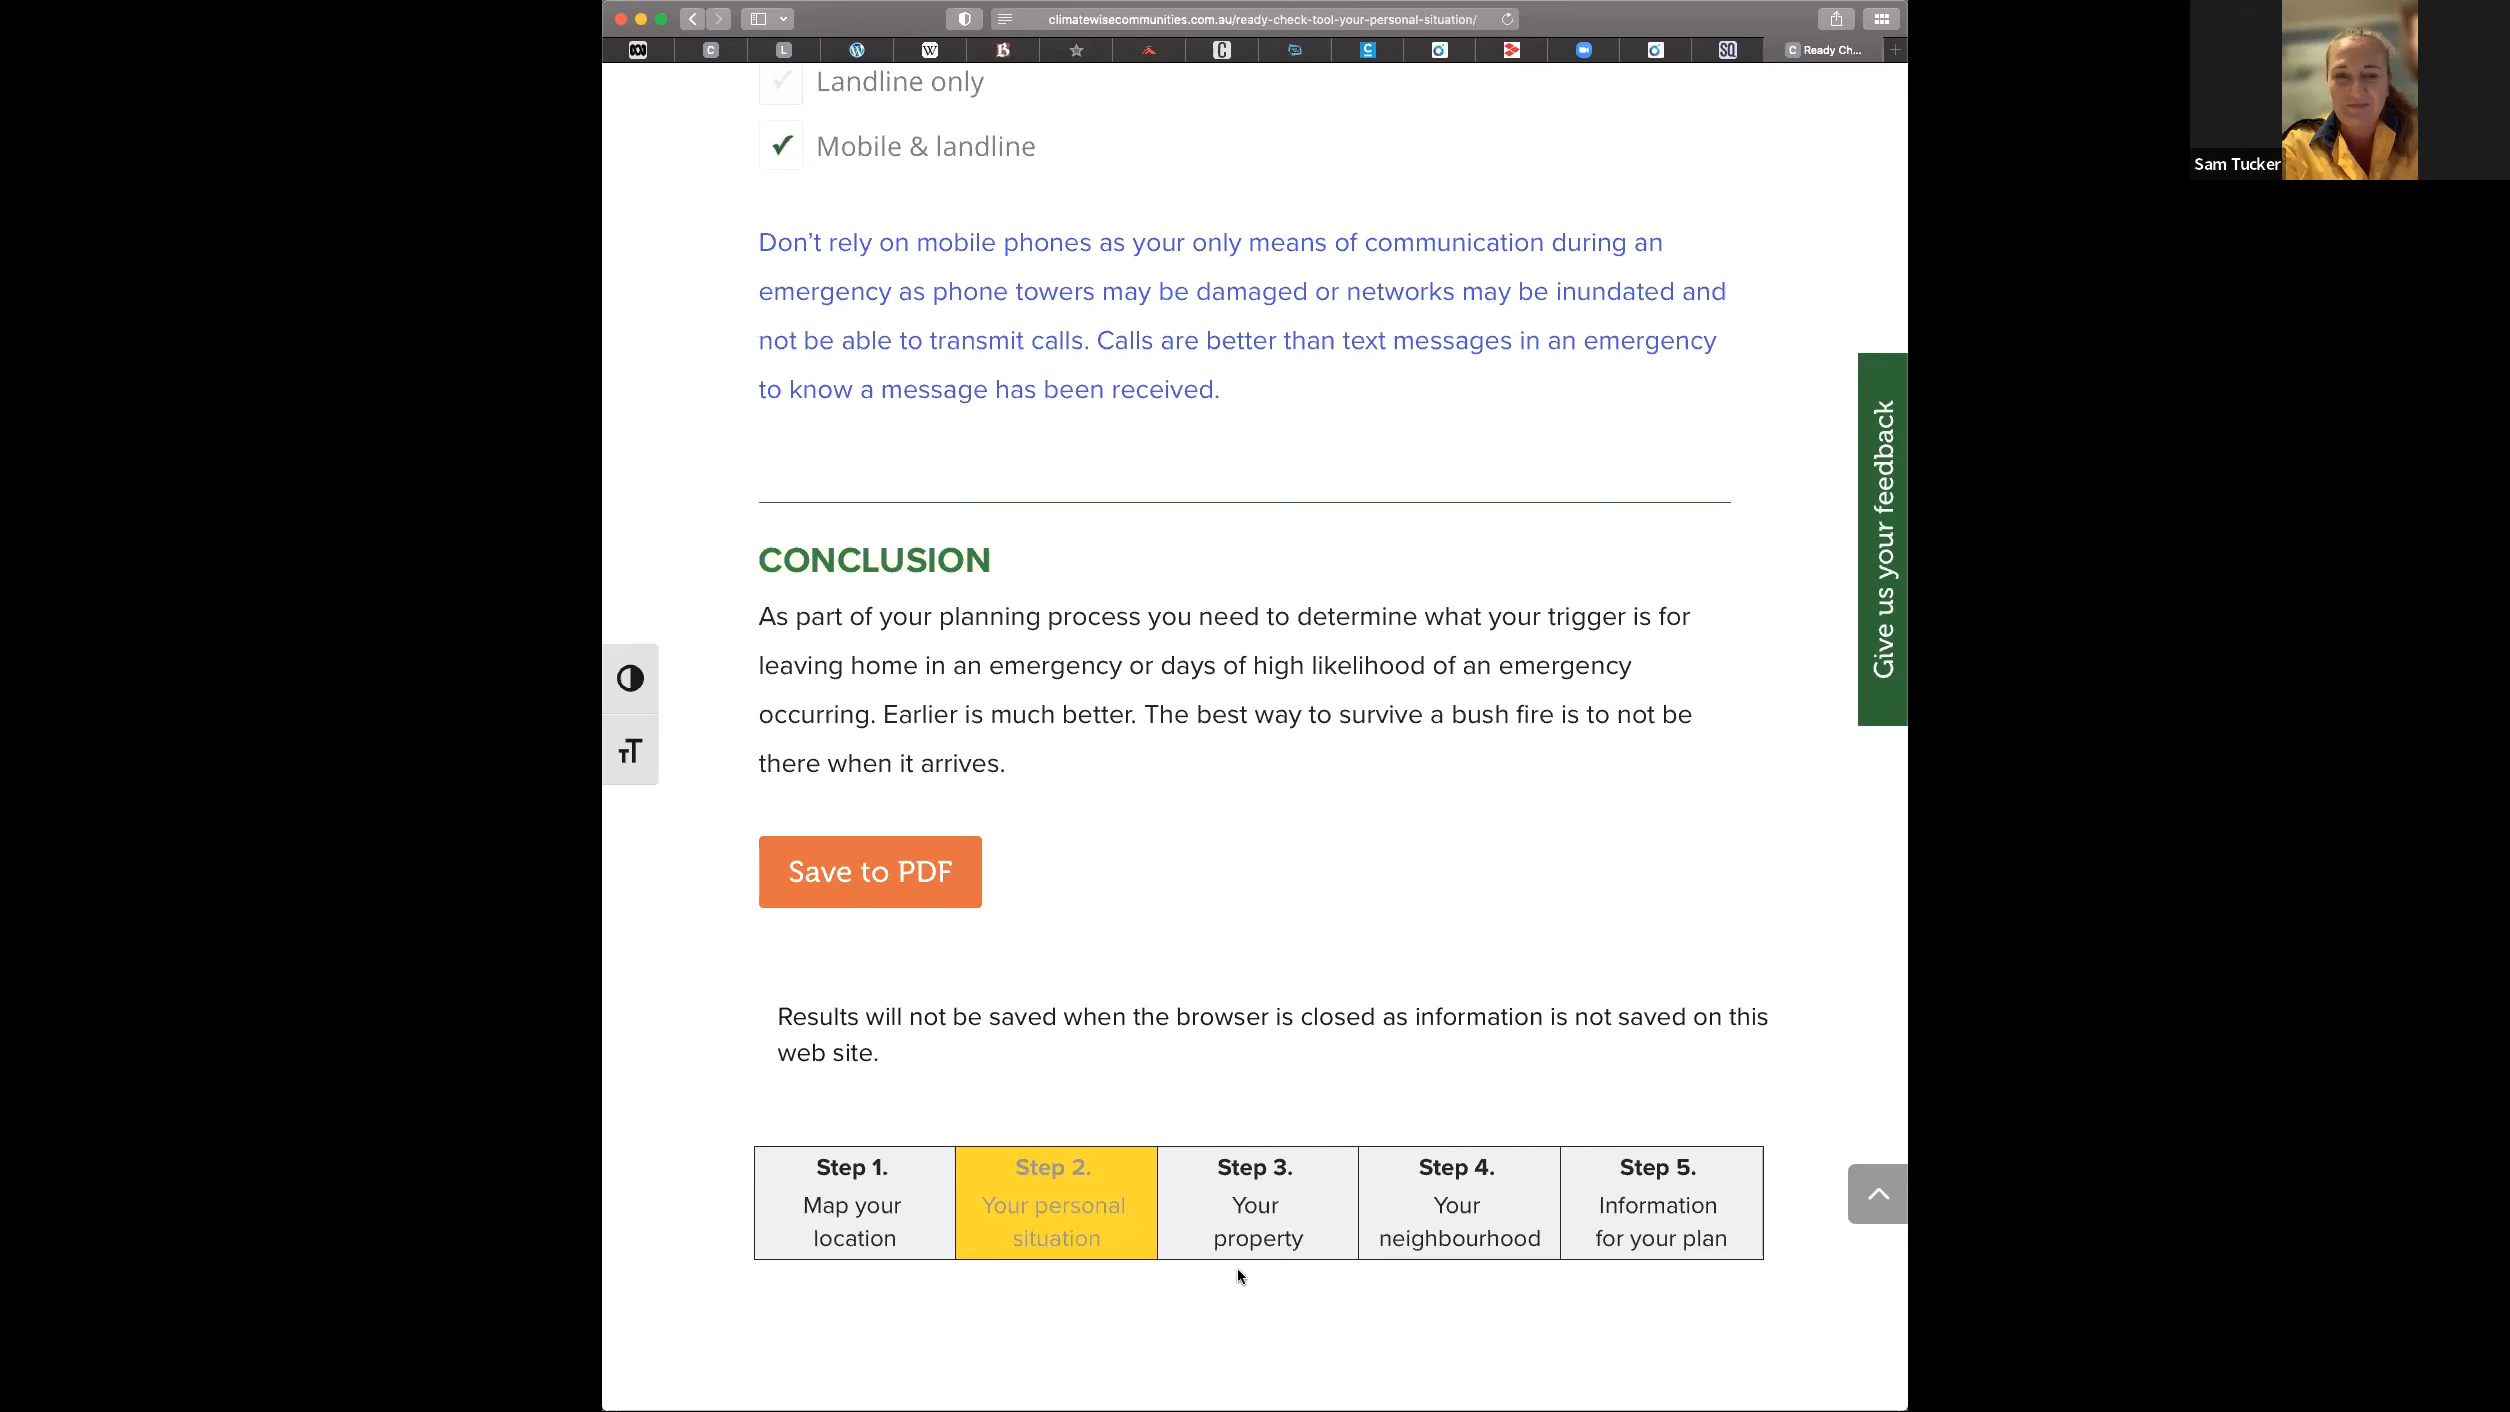 climatewisecommunities.com.au/ready-check-tool-your-personal-situation/
C
L
W
B
C
C
SQ
C Ready Ch...
Landline only
Mobile & landline
Don’t rely on mobile phones as your only means of communication during an
emergency as phone towers may be damaged or networks may be inundated and
not be able to transmit calls. Calls are better than text messages in an emergency
to know a message has been received.
CONCLUSION
As part of your planning process you need to determine what your trigger is for
leaving home in an emergency or days of high likelihood of an emergency
occurring. Earlier is much better. The best way to survive a bush fire is to not be
there when it arrives.
Save to PDF
Results will not be saved when the browser is closed as information is not saved on this
web site.
Step 1.
Map your
location
Step 2.
Your personal
situation
Step 3.
Your
property
Step 4.
Your
neighbourhood
Step 5.
Information
for your plan
Give us your feedback
TT
Sam Tucker